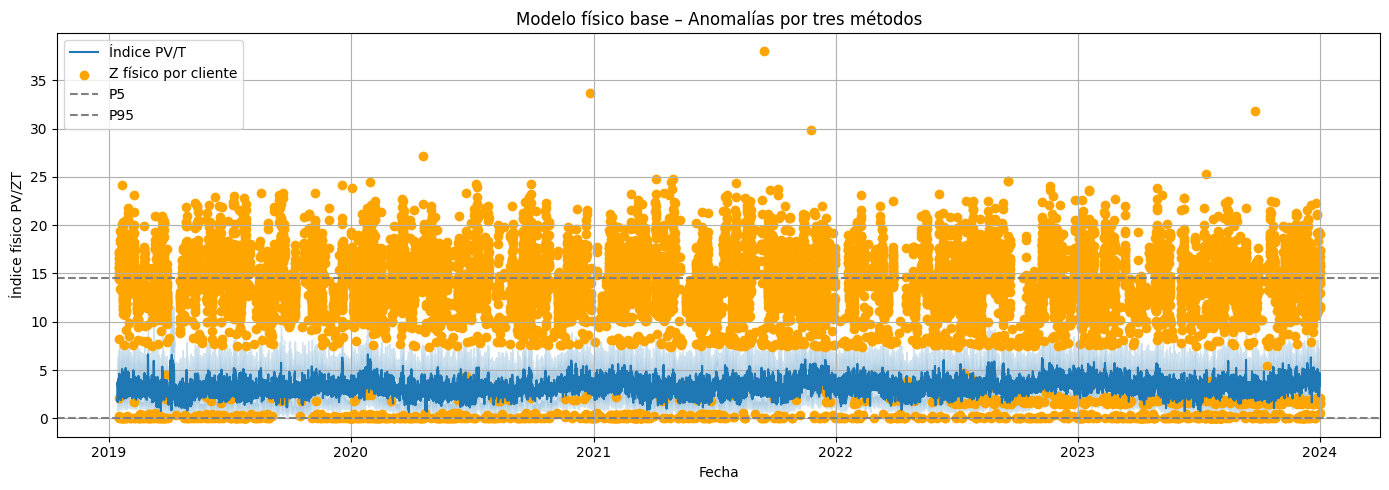 Modelo físico base – Anomalías por tres métodos
Índice PV/T
Z físico por cliente
P5
P95
Índice físico PV/ZT
35
30
25
20
15
10
5
0
2019 2020 2021 2022 2023 2024
Fecha